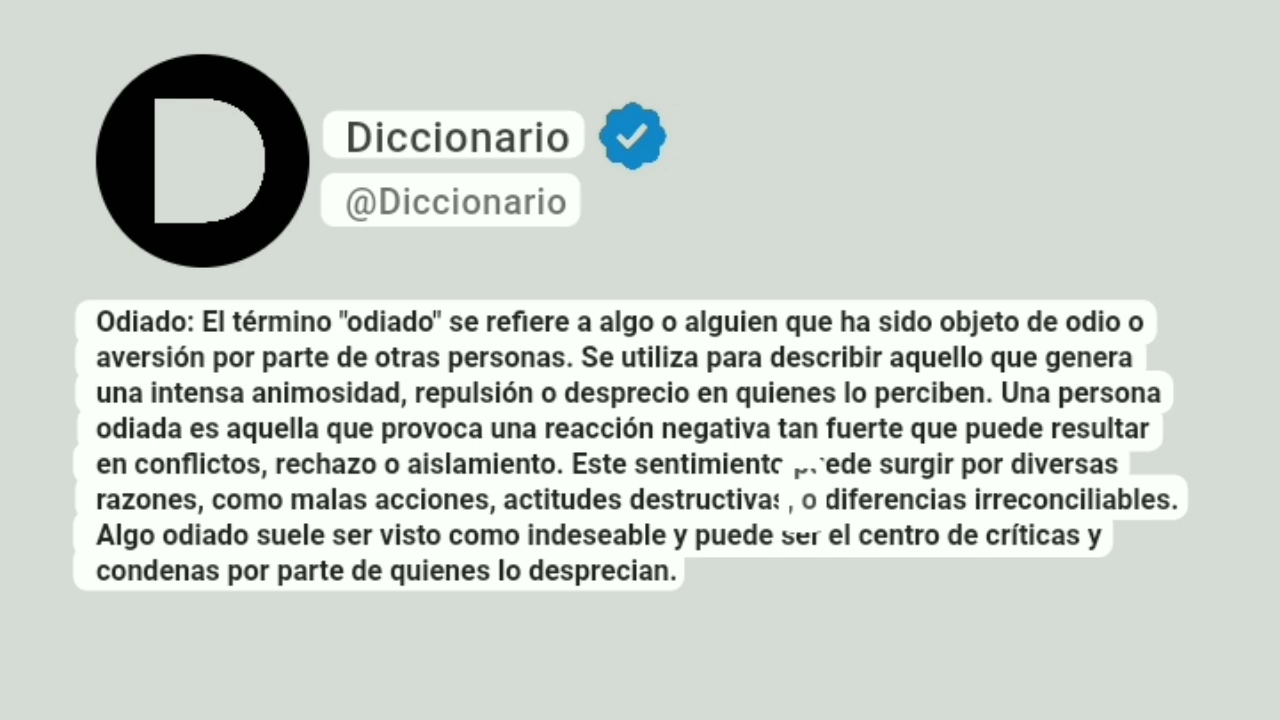 D
Diccionario
@Diccionario
Odiado: El término "odiado" se refiere a algo o alguien que ha sido objeto de odio o
aversión por parte de otras personas. Se utiliza para describir aquello que genera
una intensa animosidad, repulsión o desprecio en quienes lo perciben. Una persona
odiada es aquella que provoca una reacción negativa tan fuerte que puede resultar
en conflictos, rechazo o aislamiento. Este sentimiento puede surgir por diversas
razones, como malas acciones, actitudes destructivas, o diferencias irreconciliables.
Algo odiado suele ser visto como indeseable y puede ser el centro de críticas y
condenas por parte de quienes lo desprecian.